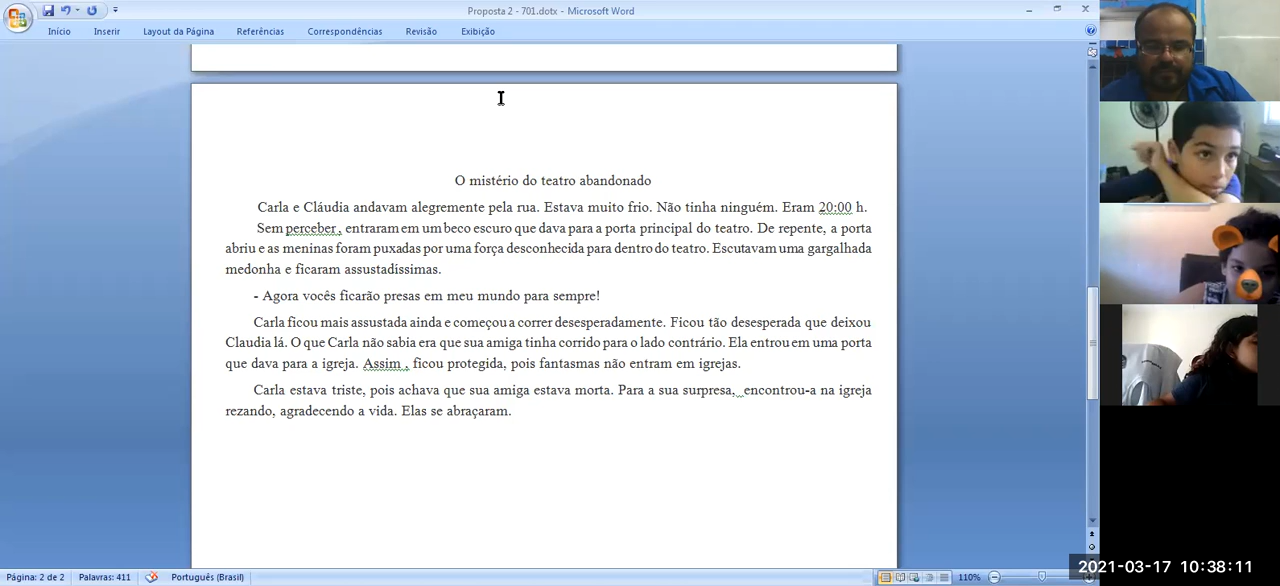 Proposta 2 - 701.dotx - Microsoft Word
Início Inserir Layout da Página Referências Correspondências Revisão Exibição
O mistério do teatro abandonado
Carla e Cláudia andavam alegremente pela rua. Estava muito frio. Não tinha ninguém. Eram 20:00 h.
Sem perceber , entraram em um beco escuro que dava para a porta principal do teatro. De repente, a porta
abriu e as meninas foram puxadas por uma força desconhecida para dentro do teatro. Escutavam uma gargalhada
medonha e ficaram assustadíssimas.
- Agora vocês ficarão presas em meu mundo para sempre!
Carla ficou mais assustada ainda e começou a correr desesperadamente. Ficou tão desesperada que deixou
Claudia lá. O que Carla não sabia era que sua amiga tinha corrido para o lado contrário. Ela entrou em uma porta
que dava para a igreja. Assim , ficou protegida, pois fantasmas não entram em igrejas.
Carla estava triste, pois achava que sua amiga estava morta. Para a sua surpresa, encontrou-a na igreja
rezando, agradecendo a vida. Elas se abraçaram.
Página: 2 de 2 Palavras: 411 Português (Brasil) 110%
2021-03-17 10:38:11